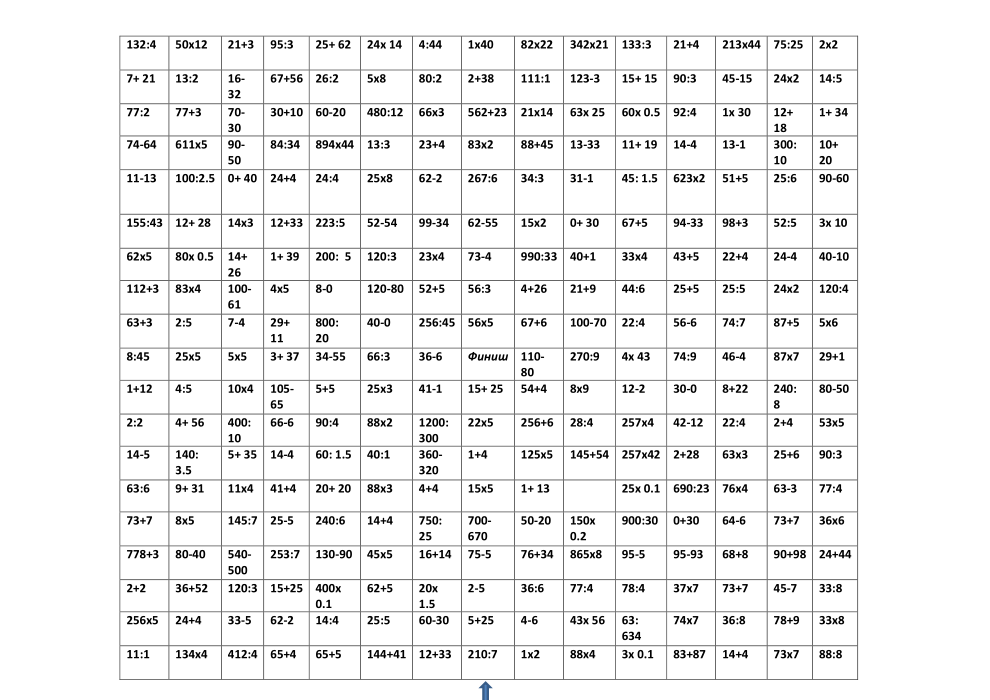 132:4 50x12 21+3 95:3 25+ 62 24x 14 4:44 1x40 82x22 342x21 133:3 21+4 213x44 75:25 2x2
7+ 21 13:2 16-32 67+56 26:2 5x8 80:2 2+38 111:1 123-3 15+ 15 90:3 45-15 24x2 14:5
77:2 77+3 70-30 30+10 60-20 480:12 66x3 562+23 21x14 63x 25 60x 0.5 92:4 1x 30 12+ 18 1+ 34
74-64 611x5 90-50 84:34 894x44 13:3 23+4 83x2 88+45 13-33 11+ 19 14-4 13-1 300: 10 10+ 20
11-13 100:2.5 0+ 40 24+4 24:4 25x8 62-2 267:6 34:3 31-1 45: 1.5 623x2 51+5 25:6 90-60
155:43 12+ 28 14x3 12+33 223:5 52-54 99-34 62-55 15x2 0+ 30 67+5 94-33 98+3 52:5 3x 10
62x5 80x 0.5 14+ 26 1+ 39 200: 5 120:3 23x4 73-4 990:33 40+1 33x4 43+5 22+4 24-4 40-10
112+3 83x4 100-61 4x5 8-0 120-80 52+5 56:3 4+26 21+9 44:6 25+5 25:5 24x2 120:4
63+3 2:5 7-4 29+ 11 800: 20 40-0 256:45 56x5 67+6 100-70 22:4 56-6 74:7 87+5 5x6
8:45 25x5 5x5 3+ 37 34-55 66:3 36-6 Финиш 110-80 270:9 4x 43 74:9 46-4 87x7 29+1
1+12 4:5 10x4 105-65 5+5 25x3 41-1 15+ 25 54+4 8x9 12-2 30-0 8+22 240: 8 80-50
2:2 4+ 56 400: 10 66-6 90:4 88x2 1200: 300 22x5 256+6 28:4 257x4 42-12 22:4 2+4 53x5
14-5 140: 3.5 5+ 35 14-4 60: 1.5 40:1 360-320 1+4 125x5 145+54 257x42 2+28 63x3 25+6 90:3
63:6 9+ 31 11x4 41+4 20+ 20 88x3 4+4 15x5 1+ 13 25x 0.1 690:23 76x4 63-3 77:4
73+7 8x5 145:7 25-5 240:6 14+4 750: 25 700-670 50-20 150x 0.2 900:30 0+30 64-6 73+7 36x6
778+3 80-40 540-500 253:7 130-90 45x5 16+14 75-5 76+34 865x8 95-5 95-93 68+8 90+98 24+44
2+2 36+52 120:3 15+25 400x 0.1 62+5 20x 1.5 2-5 36:6 77:4 78:4 37x7 73+7 45-7 33:8
256x5 24+4 33-5 62-2 14:4 25:5 60-30 5+25 4-6 43x 56 63: 634 74x7 36:8 78+9 33x8
11:1 134x4 412:4 65+4 65+5 144+41 12+33 210:7 1x2 88x4 3x 0.1 83+87 14+4 73x7 88:8